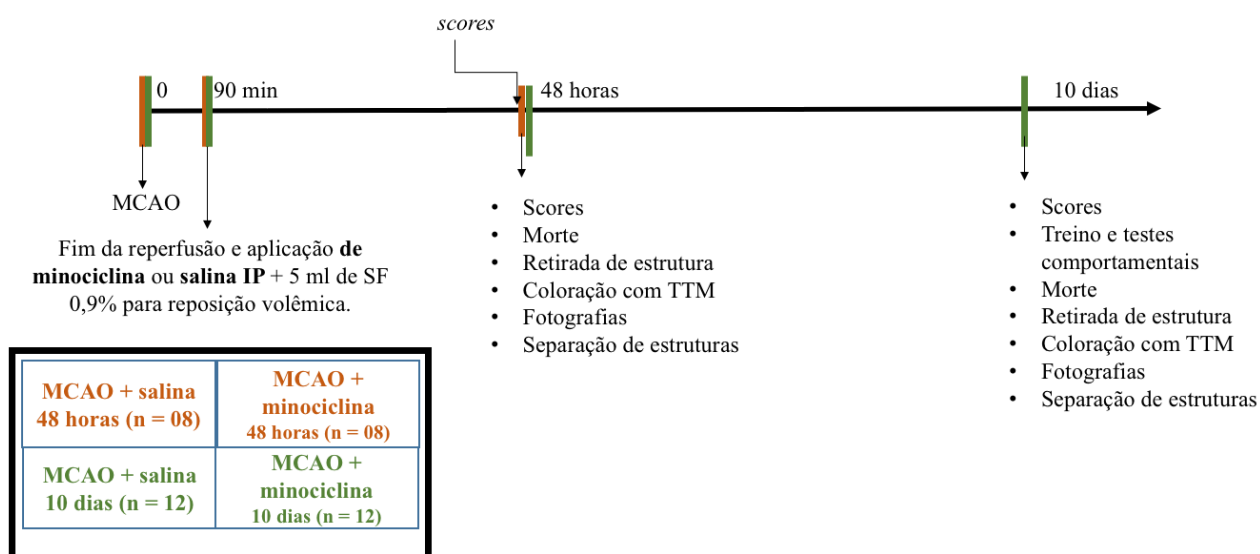 scores
0
90 min
48 horas
10 dias
MCAO
Fim da reperfusão e aplicação de
minociclina ou salina IP + 5 ml de SF
0,9% para reposição volêmica.
• Scores
• Morte
• Retirada de estrutura
• Coloração com TTM
• Fotografias
• Separação de estruturas
• Scores
• Treino e testes
comportamentais
• Morte
• Retirada de estrutura
• Coloração com TTM
• Fotografias
• Separação de estruturas
MCAO + salina
48 horas (n = 08)
MCAO +
minociclina
48 horas (n = 08)
MCAO + salina
10 dias (n = 12)
MCAO +
minociclina
10 dias (n = 12)